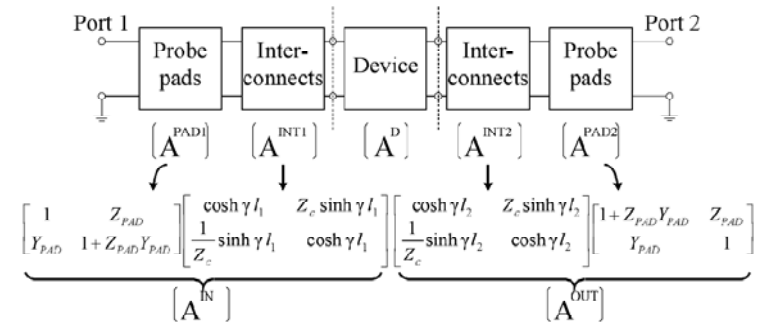 Port 1 Port 2
Probe pads Inter-connects Device Inter-connects Probe pads
[A^PAD1] [A^INT1] [A^D] [A^INT2] [A^PAD2]
[1 Z_PAD; Y_PAD 1+Z_PAD Y_PAD] [cosh γl_1 Z_c sinh γl_1; 1/Z_c sinh γl_1 cosh γl_1] [cosh γl_2 Z_c sinh γl_2; 1/Z_c sinh γl_2 cosh γl_2] [1+Z_PAD Y_PAD Z_PAD; Y_PAD 1]
[A^IN] [A^OUT]